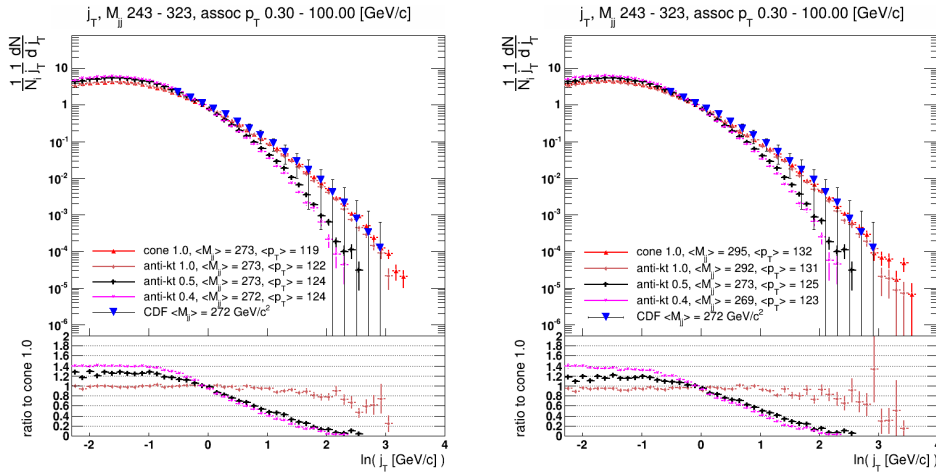 j_T, M_jj 243 - 323, assoc p_T 0.30 - 100.00 [GeV/c]
1/N_j 1/j_T dN/d j_T
10
1
10^-1
10^-2
10^-3
10^-4
10^-5
10^-6
cone 1.0, <M_jj> = 273, <p_T> = 119
anti-kt 1.0, <M_jj> = 273, <p_T> = 122
anti-kt 0.5, <M_jj> = 273, <p_T> = 124
anti-kt 0.4, <M_jj> = 272, <p_T> = 124
CDF <M_jj> = 272 GeV/c^2
ratio to cone 1.0
2
1.8
1.6
1.4
1.2
1
0.8
0.6
0.4
0.2
0
-2 -1 0 1 2 3 4
ln( j_T [GeV/c] )
j_T, M_jj 243 - 323, assoc p_T 0.30 - 100.00 [GeV/c]
1/N_j 1/j_T dN/d j_T
10
1
10^-1
10^-2
10^-3
10^-4
10^-5
10^-6
cone 1.0, <M_jj> = 295, <p_T> = 132
anti-kt 1.0, <M_jj> = 292, <p_T> = 131
anti-kt 0.5, <M_jj> = 273, <p_T> = 125
anti-kt 0.4, <M_jj> = 269, <p_T> = 123
CDF <M_jj> = 272 GeV/c^2
ratio to cone 1.0
2
1.8
1.6
1.4
1.2
1
0.8
0.6
0.4
0.2
0
-2 -1 0 1 2 3 4
ln( j_T [GeV/c] )